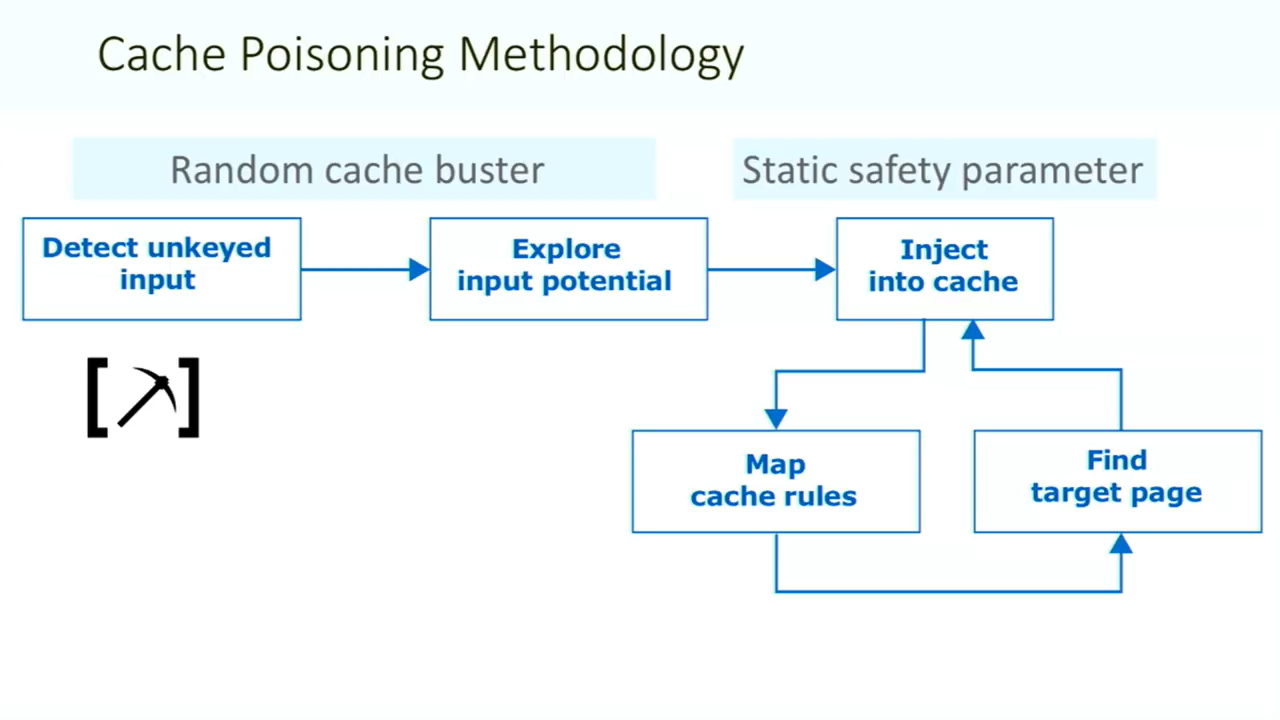 Cache Poisoning Methodology
Random cache buster
Static safety parameter
Detect unkeyed
input
Explore
input potential
Inject
into cache
Map
cache rules
Find
target page